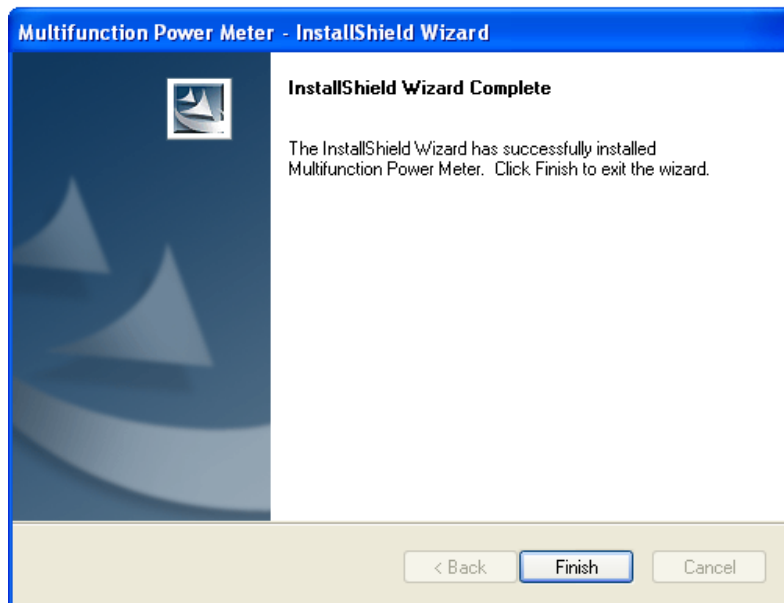 Multifunction Power Meter - InstallShield Wizard
InstallShield Wizard Complete
The InstallShield Wizard has successfully installed
Multifunction Power Meter. Click Finish to exit the wizard.
< Back
Finish
Cancel